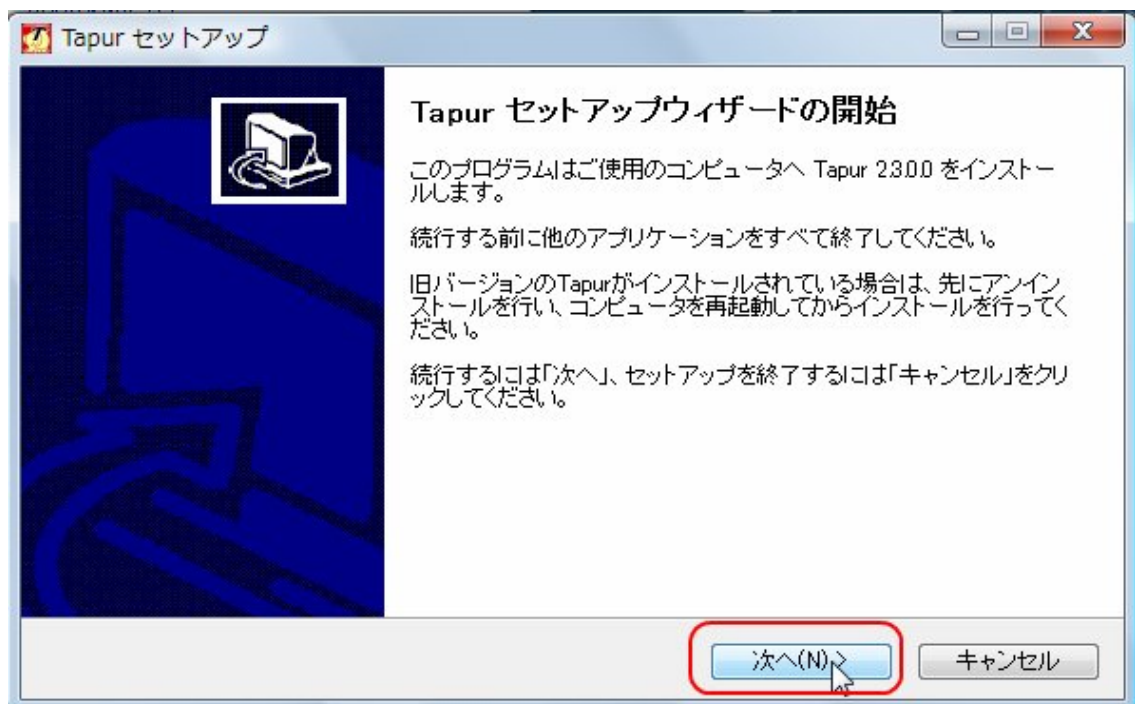 Tapur セットアップ
Tapur セットアップウィザードの開始
このプログラムはご使用のコンピュータへ Tapur 2.3.0.0 をインストー
ルします。
続行する前に他のアプリケーションをすべて終了してください。
旧バージョンのTapurがインストールされている場合は、先にアンイン
ストールを行い、コンピュータを再起動してからインストールを行ってく
ださい。
続行するには「次へ」、セットアップを終了するには「キャンセル」をクリ
ックしてください。
次へ(N) >
キャンセル